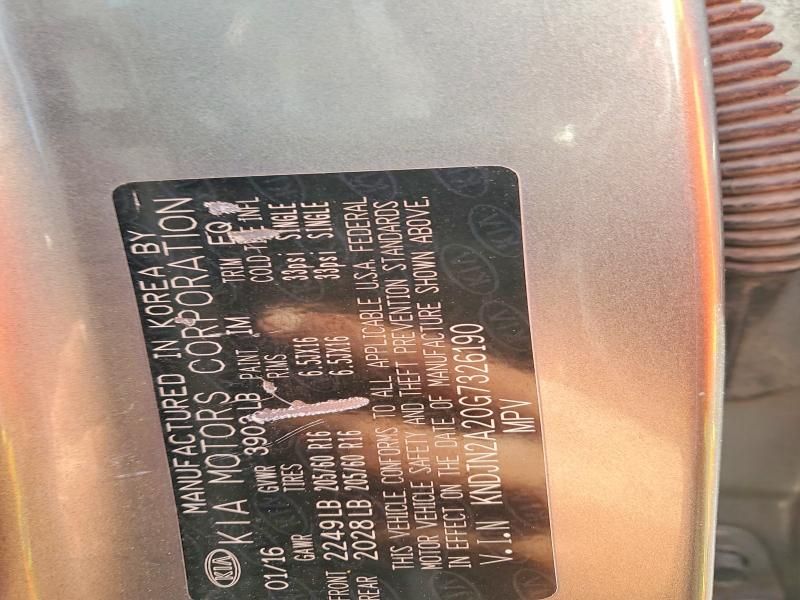 MANUFACTURED IN KOREA BY
KIA KIA MOTORS CORPORATION
01/16 GVWR LB PAINT IM TRIM EQ
GAWR TIRES RIMS COLD INFL
FRONT 2249LB 205/60 R16 6.5JX16 33psi SINGLE
REAR 2028LB 205/60 R16 6.5JX16 33psi SINGLE
THIS VEHICLE CONFORMS TO ALL APPLICABLE U.S.A. FEDERAL
MOTOR VEHICLE SAFETY AND THEFT PREVENTION STANDARDS
IN EFFECT ON THE DATE OF MANUFACTURE SHOWN ABOVE.
V.I.N KNDJN2A20G7326190
MPV